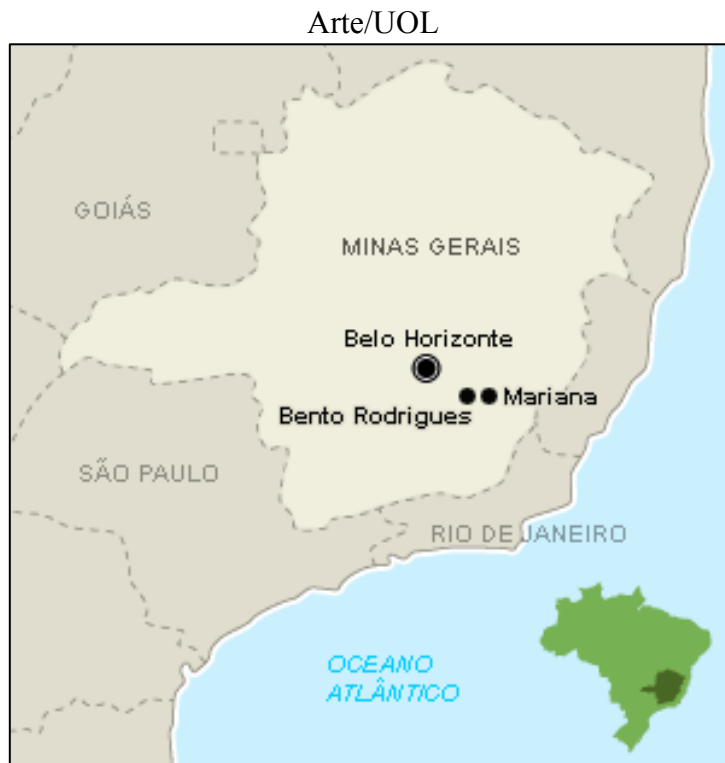 Arte/UOL
GOIÁS
MINAS GERAIS
Belo Horizonte
Mariana
Bento Rodrigues
SÃO PAULO
RIO DE JANEIRO
OCEANO
ATLÂNTICO